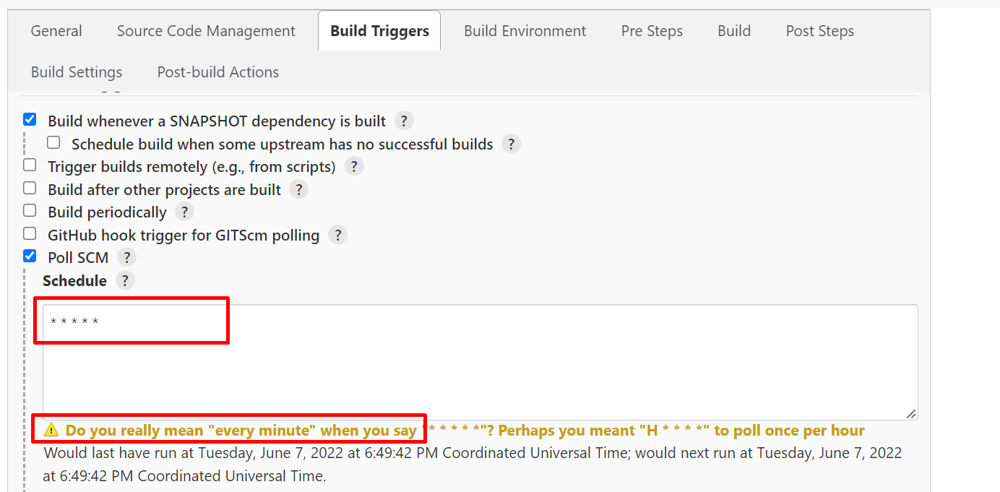 General Source Code Management Build Triggers Build Environment Pre Steps Build Post Steps
Build Settings Post-build Actions
Build whenever a SNAPSHOT dependency is built ?
Schedule build when some upstream has no successful builds ?
Trigger builds remotely (e.g., from scripts) ?
Build after other projects are built ?
Build periodically ?
GitHub hook trigger for GITScm polling ?
Poll SCM ?
Schedule ?
* * * * *
Do you really mean "every minute" when you say "* * * * *"? Perhaps you meant "H * * * *" to poll once per hour
Would last have run at Tuesday, June 7, 2022 at 6:49:42 PM Coordinated Universal Time; would next run at Tuesday, June 7, 2022
at 6:49:42 PM Coordinated Universal Time.